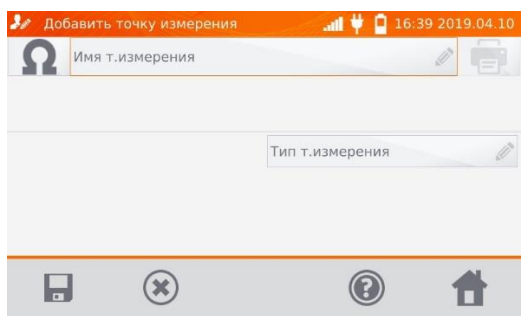 Добавить точку измерения 16:39 2019.04.10
Ω Имя т.измерения
Тип т.измерения